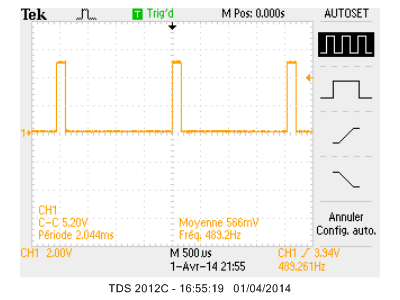 Tek T Trig'd M Pos: 0.000s AUTOSET
1
CH1
C-C 5.20V Moyenne 566mV
Période 2.044ms Fréq. 489.2Hz
Annuler
Config. auto.
CH1 2.00V M 500µs CH1 3.94V
1-Avr-14 21:55 489.261Hz
TDS 2012C - 16:55:19 01/04/2014